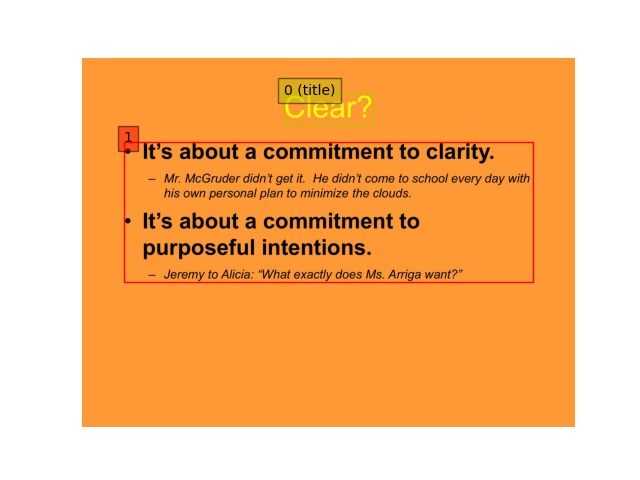 0 (title)
Clear?
1
• It’s about a commitment to clarity.
– Mr. McGruder didn’t get it.  He didn’t come to school every day with
his own personal plan to minimize the clouds.
• It’s about a commitment to
purposeful intentions.
– Jeremy to Alicia: “What exactly does Ms. Arriga want?”